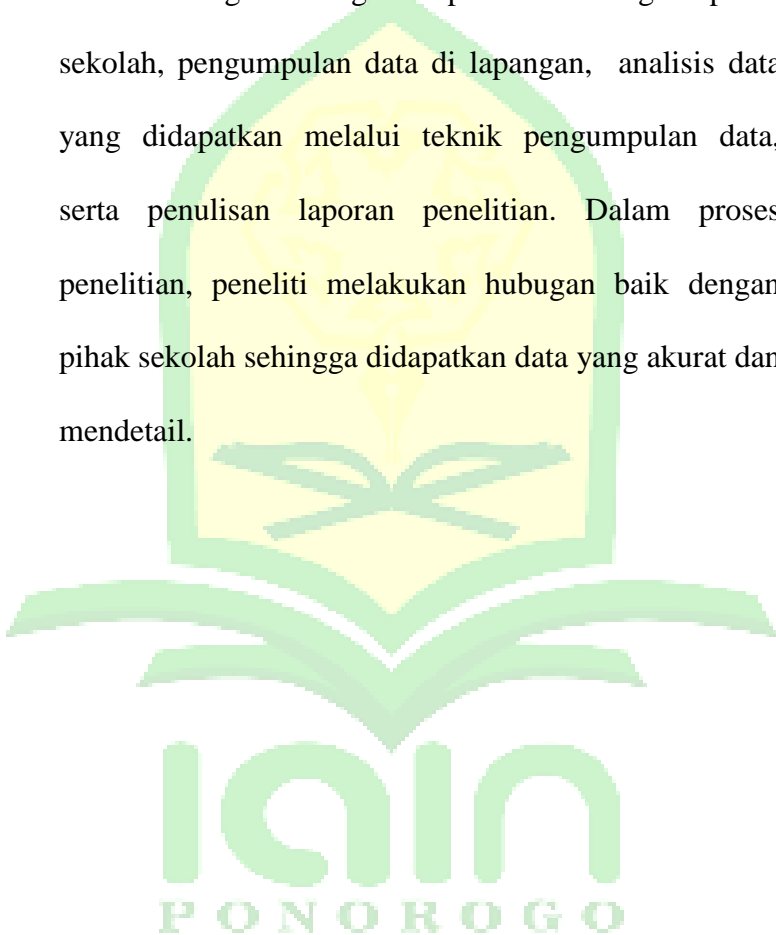 sekolah, pengumpulan data di lapangan, analisis data
yang didapatkan melalui teknik pengumpulan data,
serta penulisan laporan penelitian. Dalam proses
penelitian, peneliti melakukan hubugan baik dengan
pihak sekolah sehingga didapatkan data yang akurat dan
mendetail.
iain
PONOROGO